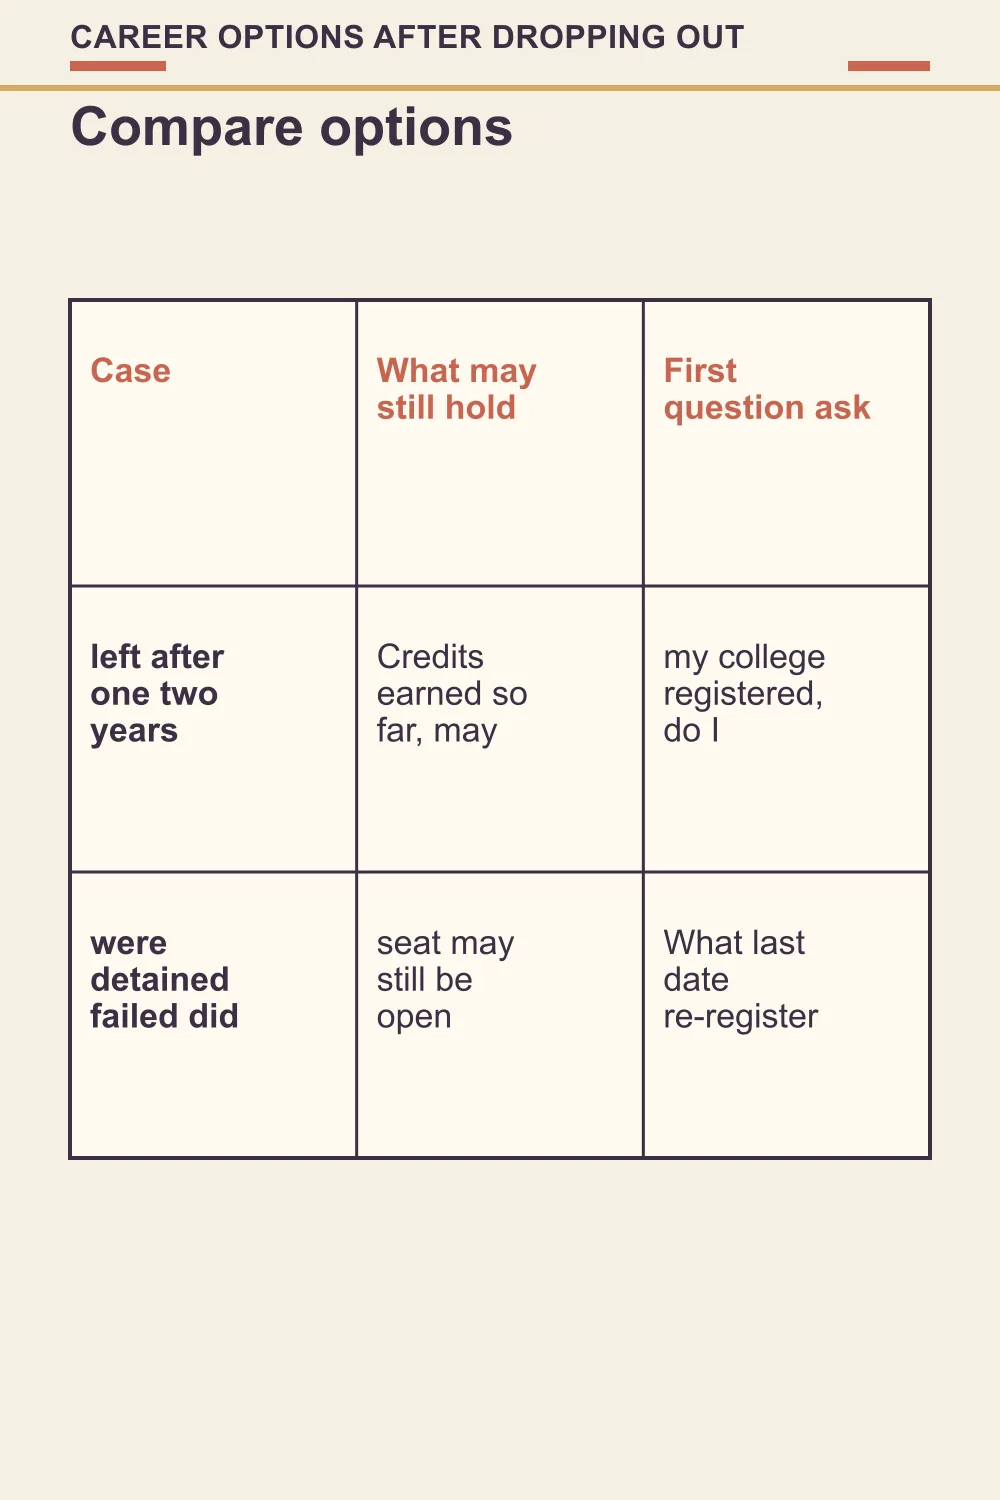 CAREER OPTIONS AFTER DROPPING OUT
Compare options
Case
What may
still hold
First
question ask
left after
one two
years
Credits
earned so
far, may
my college
registered,
do I
were
detained
failed did
seat may
still be
open
What last
date
re-register